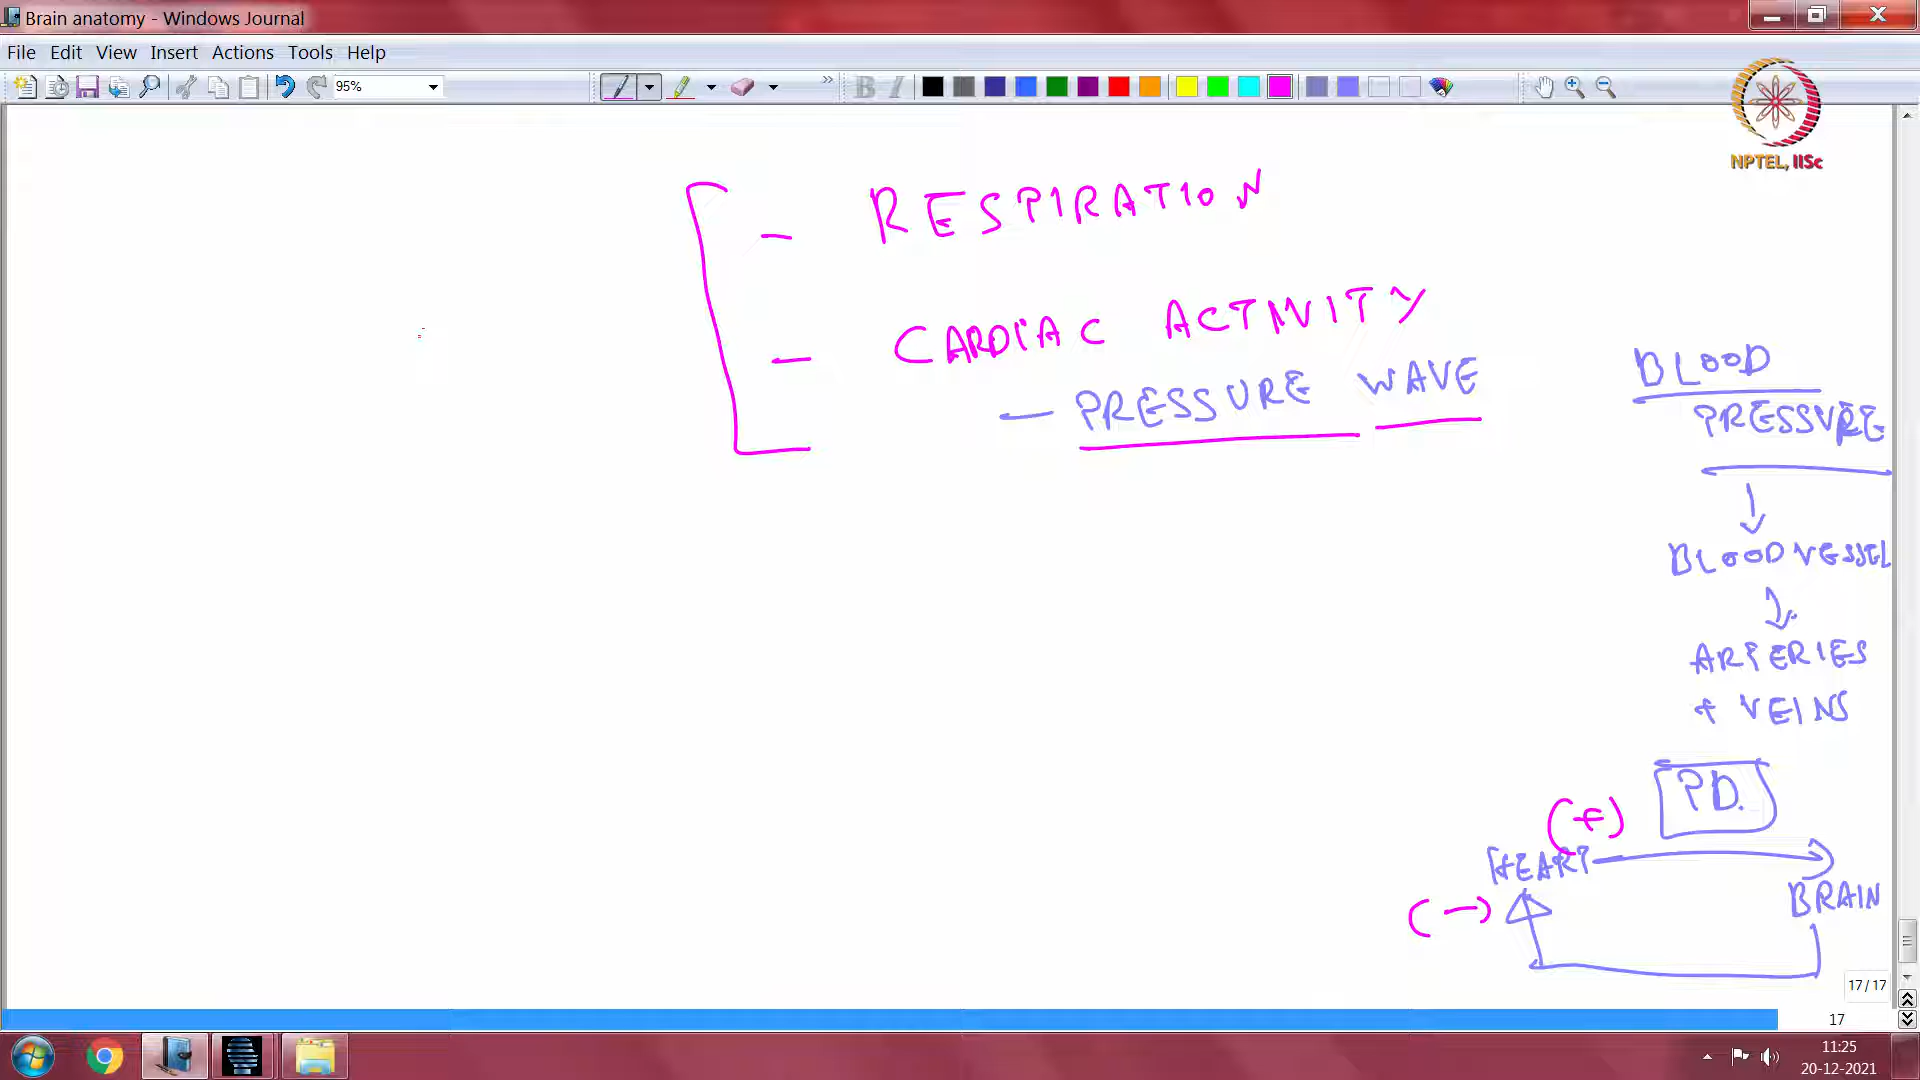 Brain anatomy - Windows Journal
File Edit View Insert Actions Tools Help
95%
B I
NPTEL, IISc
- RESPIRATION
- CARDIAC ACTIVITY
- PRESSURE WAVE
BLOOD
PRESSURE
BLOOD VESSEL
ARTERIES
+ VEINS
P.D.
(+)
HEART
BRAIN
(-)
17 / 17
17
11:25
20-12-2021